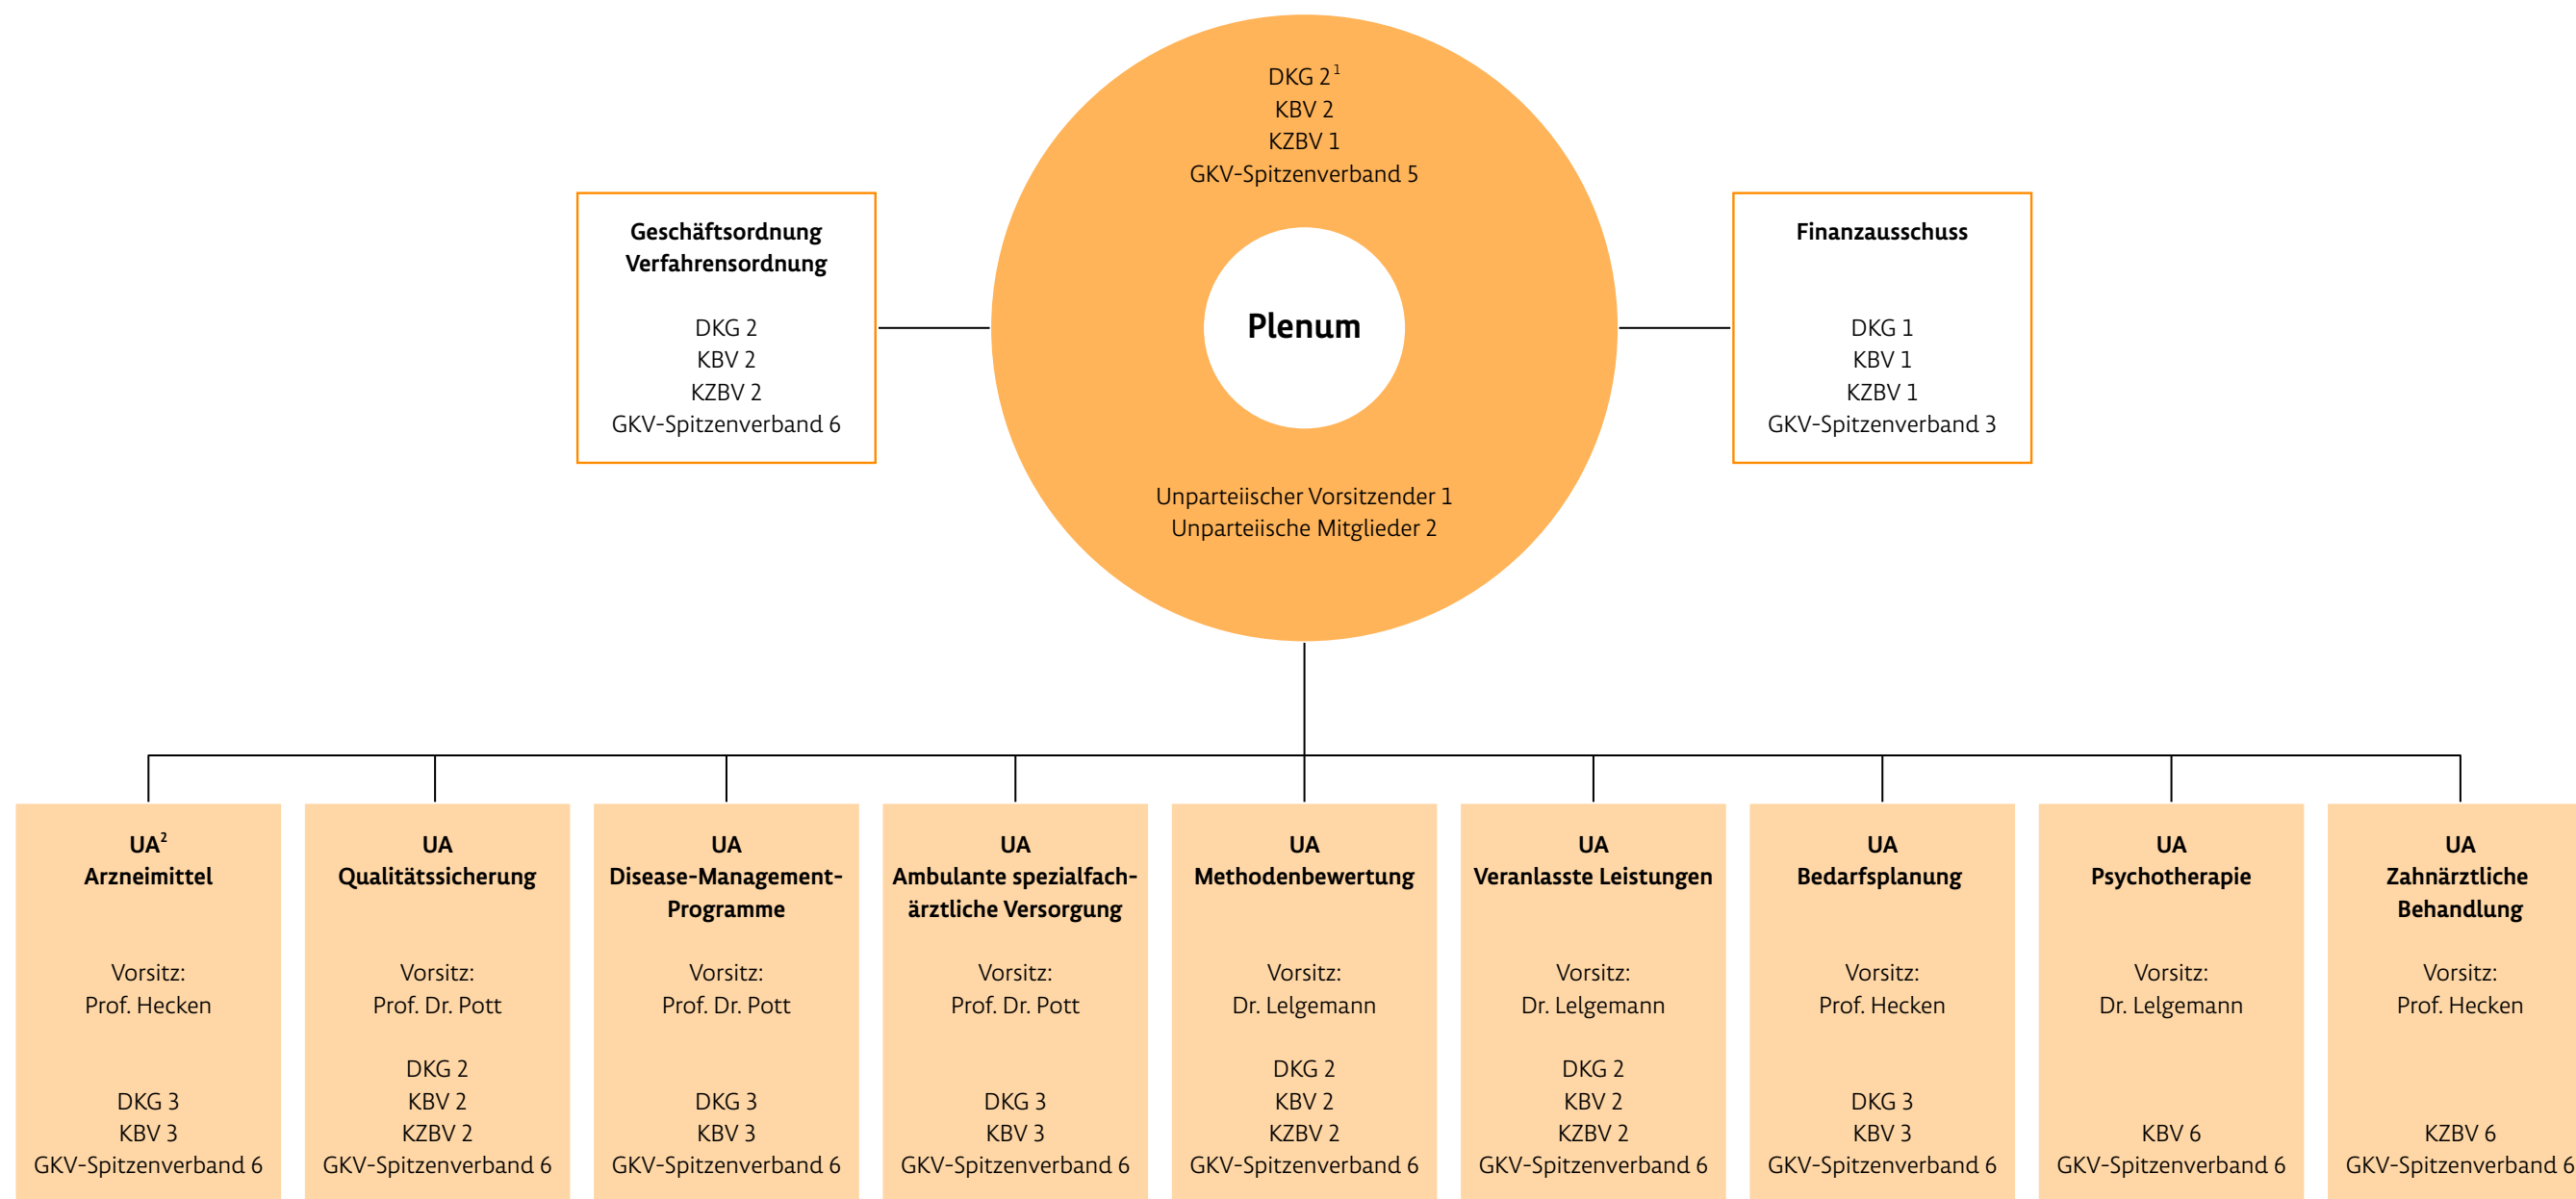 DKG 2¹
KBV 2
KZBV 1
GKV-Spitzenverband 5
Plenum
Unparteiischer Vorsitzender 1
Unparteiische Mitglieder 2
Geschäftsordnung
Verfahrensordnung
DKG 2
KBV 2
KZBV 2
GKV-Spitzenverband 6
Finanzausschuss
DKG 1
KBV 1
KZBV 1
GKV-Spitzenverband 3
UA²
Arzneimittel
Vorsitz:
Prof. Hecken
DKG 3
KBV 3
GKV-Spitzenverband 6
UA
Qualitätssicherung
Vorsitz:
Prof. Dr. Pott
DKG 2
KBV 2
KZBV 2
GKV-Spitzenverband 6
UA
Disease-Management-
Programme
Vorsitz:
Prof. Dr. Pott
DKG 3
KBV 3
GKV-Spitzenverband 6
UA
Ambulante spezialfach-
ärztliche Versorgung
Vorsitz:
Prof. Dr. Pott
DKG 3
KBV 3
GKV-Spitzenverband 6
UA
Methodenbewertung
Vorsitz:
Dr. Lelgemann
DKG 2
KBV 2
KZBV 2
GKV-Spitzenverband 6
UA
Veranlasste Leistungen
Vorsitz:
Dr. Lelgemann
DKG 2
KBV 2
KZBV 2
GKV-Spitzenverband 6
UA
Bedarfsplanung
Vorsitz:
Prof. Hecken
DKG 3
KBV 3
GKV-Spitzenverband 6
UA
Psychotherapie
Vorsitz:
Dr. Lelgemann
KBV 6
GKV-Spitzenverband 6
UA
Zahnärztliche
Behandlung
Vorsitz:
Prof. Hecken
KZBV 6
GKV-Spitzenverband 6